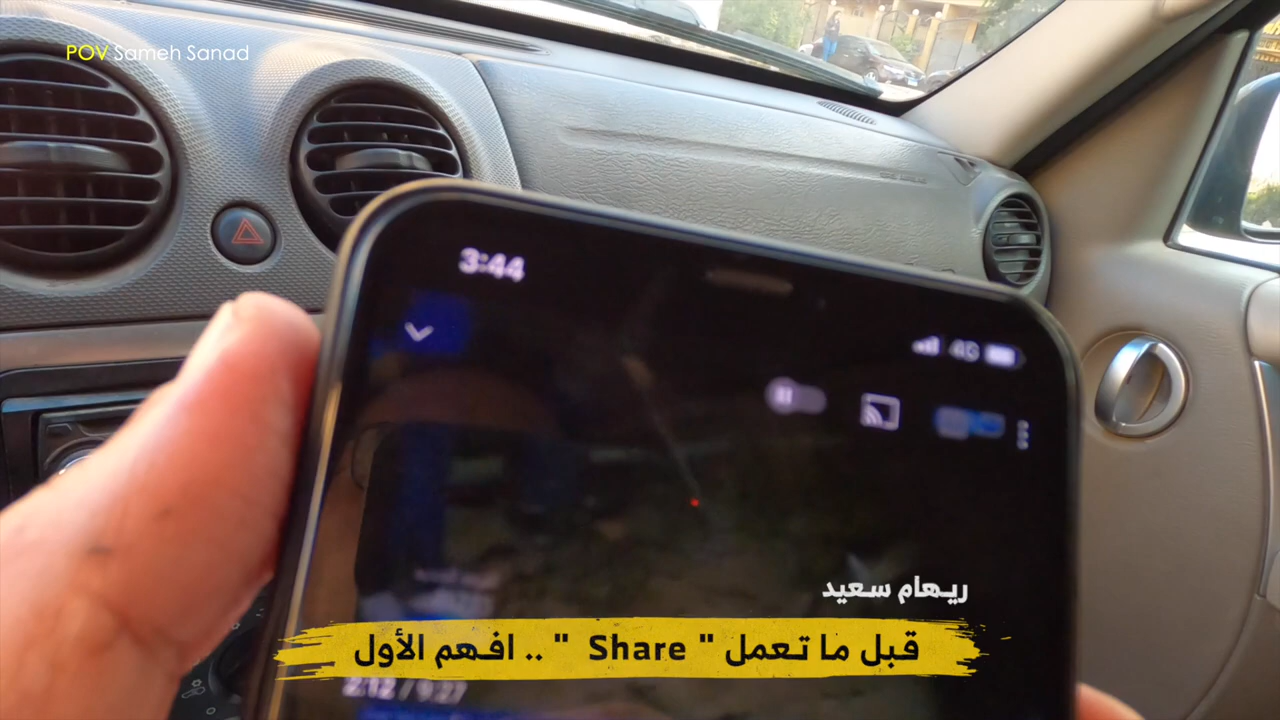 POV Sameh Sanad
3:44
4G
ريهام سعيد
قبل ما تعمل " Share " .. افهم الأول
2:12 / 9:27